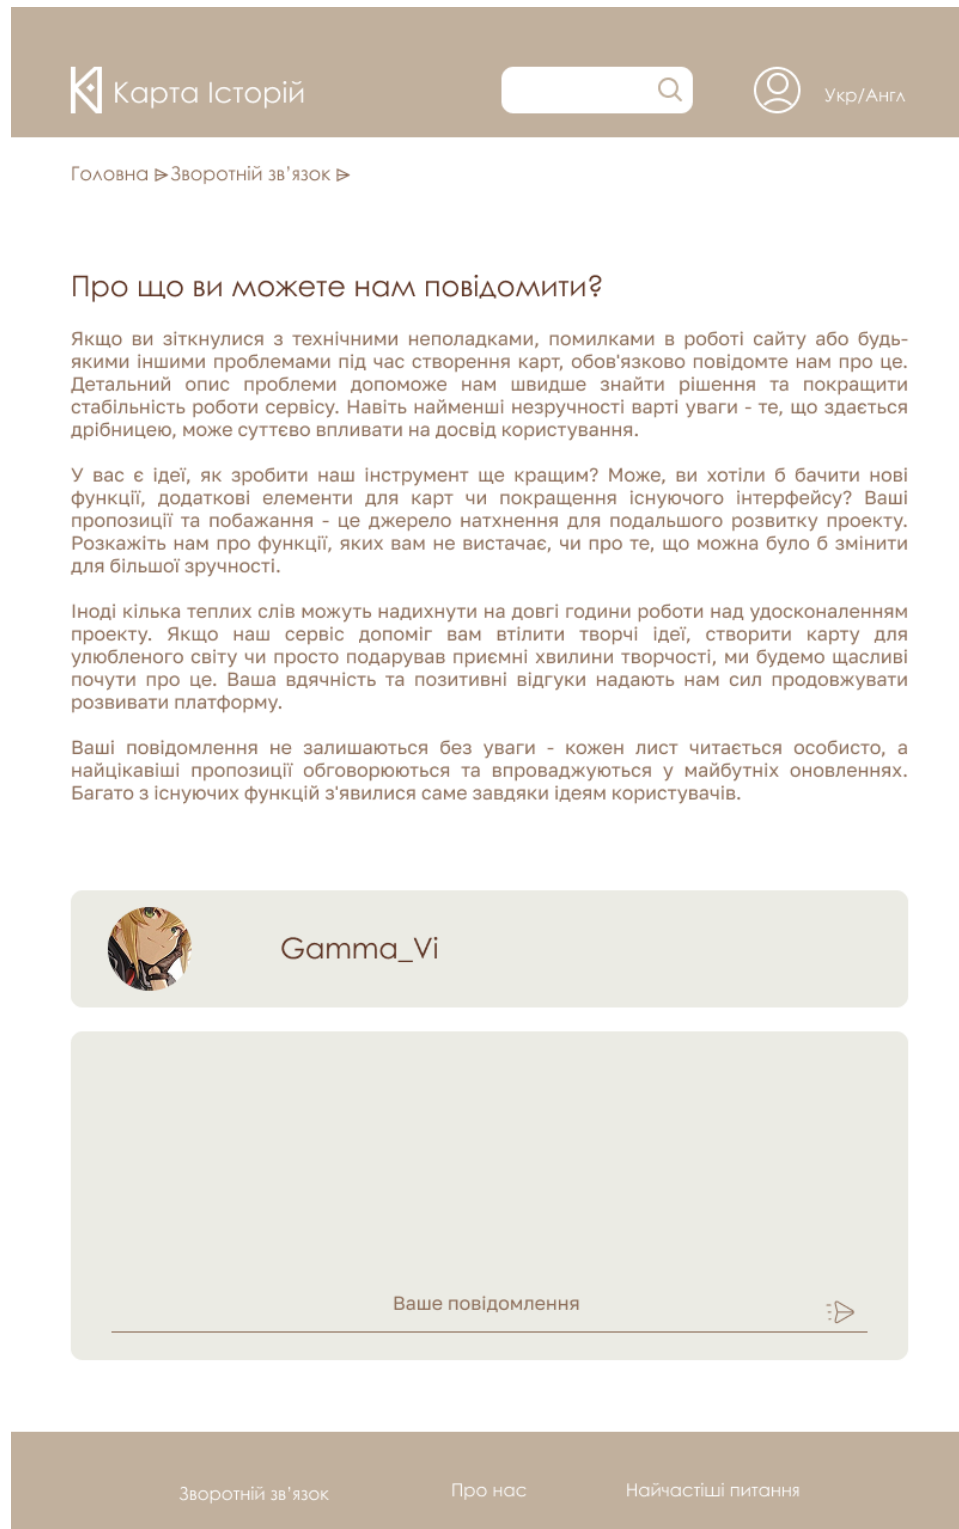 Карта Історій
Укр/Англ
Головна ⩥ Зворотній зв’язок ⩥
Про що ви можете нам повідомити?
Якщо ви зіткнулися з технічними неполадками, помилками в роботі сайту або будь-
якими іншими проблемами під час створення карт, обов'язково повідомте нам про це.
Детальний опис проблеми допоможе нам швидше знайти рішення та покращити
стабільність роботи сервісу. Навіть найменші незручності варті уваги - те, що здається
дрібницею, може суттєво впливати на досвід користування.
У вас є ідеї, як зробити наш інструмент ще кращим? Може, ви хотіли б бачити нові
функції, додаткові елементи для карт чи покращення існуючого інтерфейсу? Ваші
пропозиції та побажання - це джерело натхнення для подальшого розвитку проекту.
Розкажіть нам про функції, яких вам не вистачає, чи про те, що можна було б змінити
для більшої зручності.
Іноді кілька теплих слів можуть надихнути на довгі години роботи над удосконаленням
проекту. Якщо наш сервіс допоміг вам втілити творчі ідеї, створити карту для
улюбленого світу чи просто подарував приємні хвилини творчості, ми будемо щасливі
почути про це. Ваша вдячність та позитивні відгуки надають нам сил продовжувати
розвивати платформу.
Ваші повідомлення не залишаються без уваги - кожен лист читається особисто, а
найцікавіші пропозиції обговорюються та впроваджуються у майбутніх оновленнях.
Багато з існуючих функцій з'явилися саме завдяки ідеям користувачів.
Gamma_Vi
Ваше повідомлення
Зворотній зв’язок
Про нас
Найчастіші питання